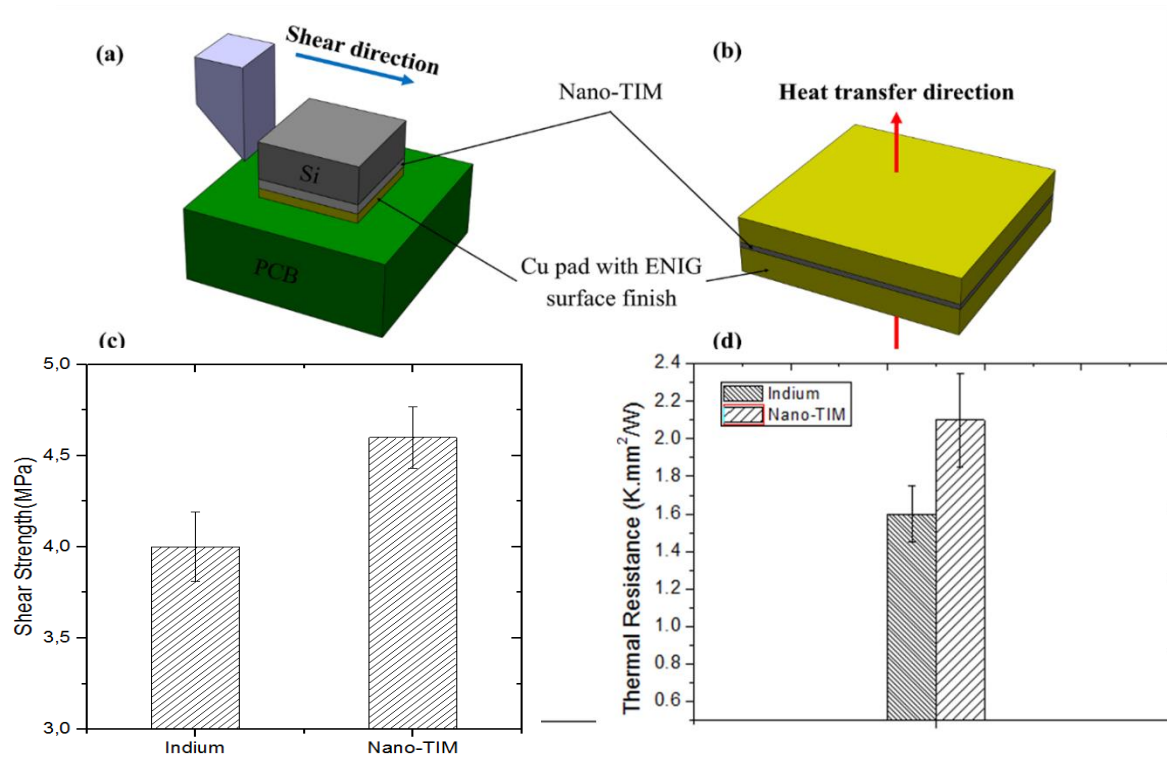 (a)
Shear direction
Si
PCB
Nano-TIM
Cu pad with ENIG
surface finish
(b)
Heat transfer direction
(c)
5,0
4,5
4,0
3,5
3,0
Shear Strength(MPa)
Indium
Nano-TIM
(d)
2.4
2.2
2.0
1.8
1.6
1.4
1.2
1.0
0.8
0.6
Thermal Resistance (K.mm²/W)
Indium
Nano-TIM